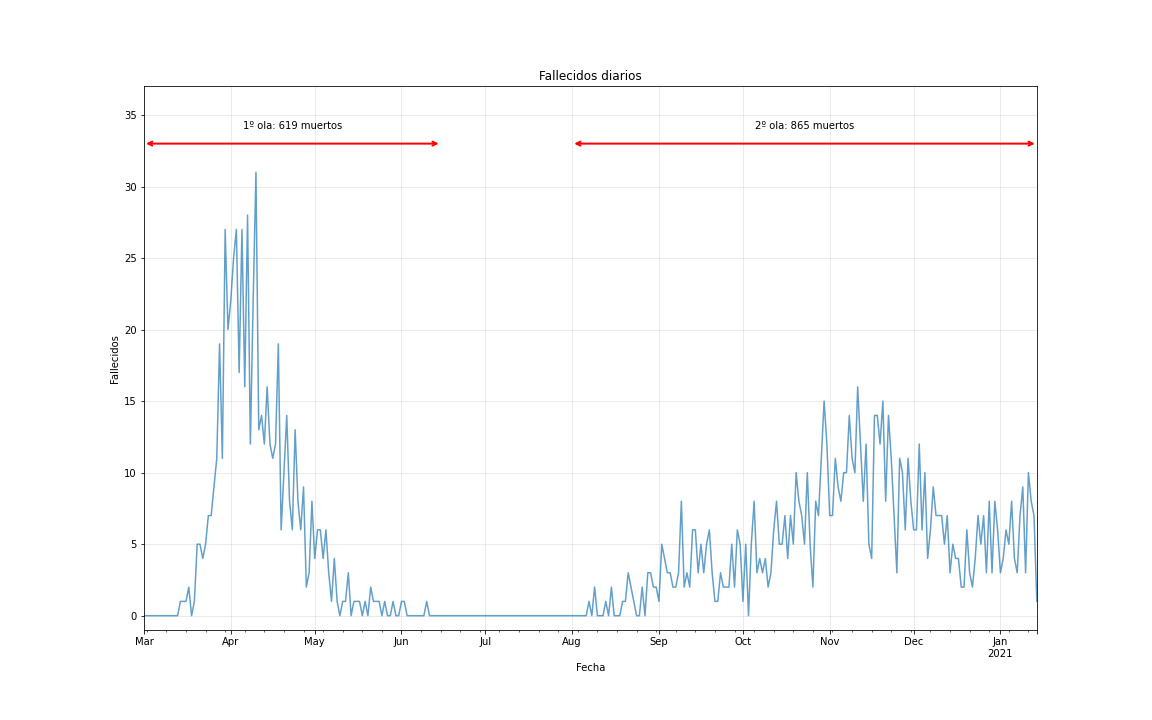 Fallecidos diarios
35
1º ola: 619 muertos
2º ola: 865 muertos
30
25
20
Fallecidos
15
10
5
0
Mar Apr May Jun Jul Aug Sep Oct Nov Dec Jan
2021
Fecha